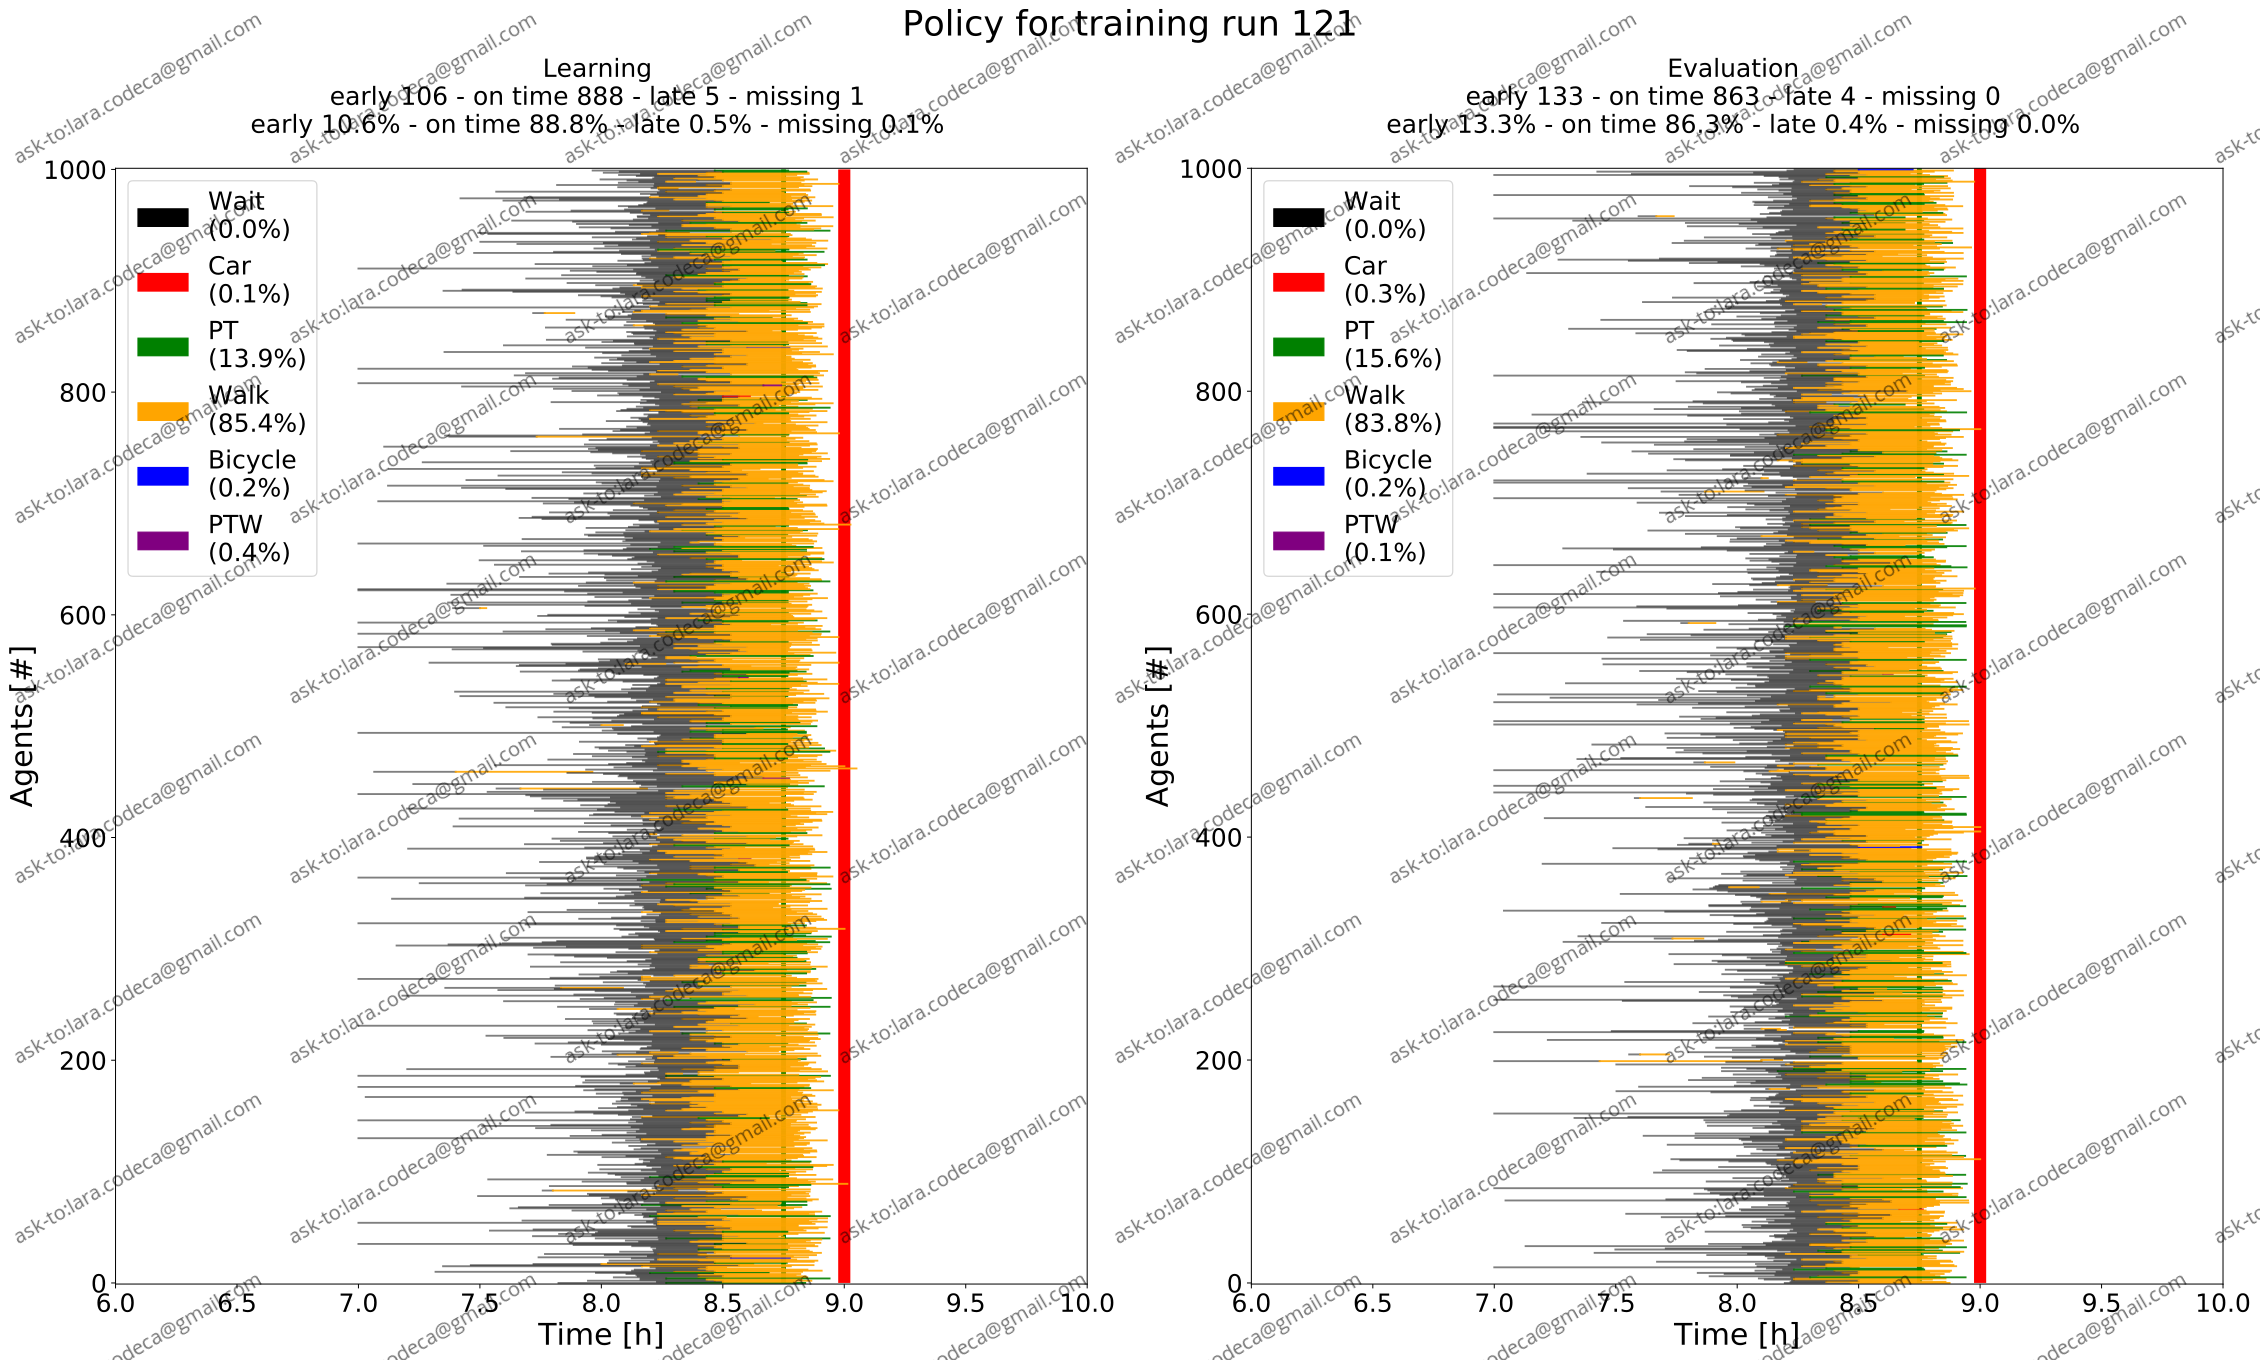 Policy for training run 121
Learning
early 106 - on time 888 - late 5 - missing 1
early 10.6% - on time 88.8% - late 0.5% - missing 0.1%
1000
800
600
400
200
0
Agents [#]
Wait
(0.0%)
Car
(0.1%)
PT
(13.9%)
Walk
(85.4%)
Bicycle
(0.2%)
PTW
(0.4%)
6.0 6.5 7.0 7.5 8.0 8.5 9.0 9.5 10.0
Time [h]
Evaluation
early 133 - on time 863 - late 4 - missing 0
early 13.3% - on time 86.3% - late 0.4% - missing 0.0%
1000
800
600
400
200
0
Agents [#]
Wait
(0.0%)
Car
(0.3%)
PT
(15.6%)
Walk
(83.8%)
Bicycle
(0.2%)
PTW
(0.1%)
6.0 6.5 7.0 7.5 8.0 8.5 9.0 9.5 10.0
Time [h]
ask-to:lara.codeca@gmail.com